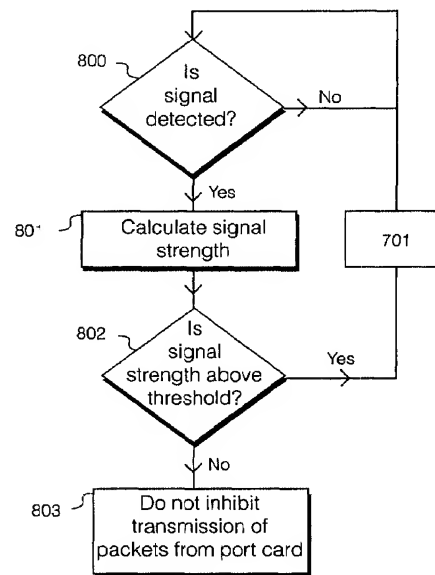 800
Is
signal
detected?
No
Yes
801
Calculate signal
strength
701
802
Is
signal
strength above
threshold?
Yes
No
803
Do not inhibit
transmission of
packets from port card